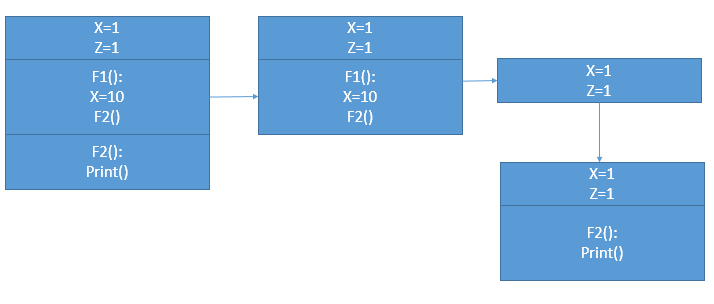 X=1
Z=1
F1():
X=10
F2()
F2():
Print()
X=1
Z=1
F1():
X=10
F2()
X=1
Z=1
X=1
Z=1
F2():
Print()